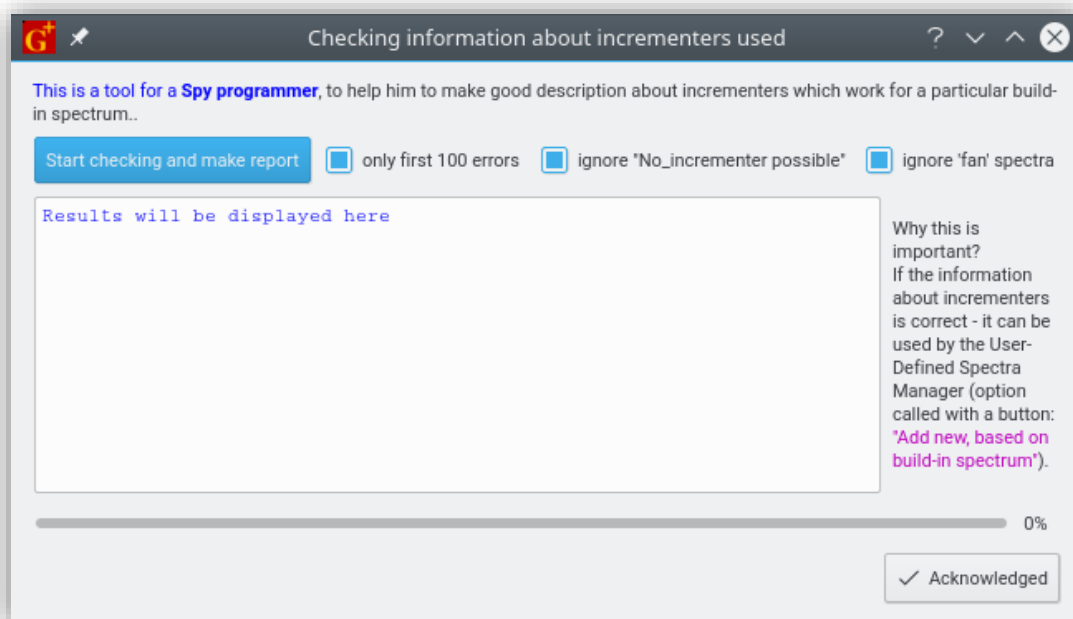 G+
Checking information about incrementers used
?
This is a tool for a Spy programmer, to help him to make good description about incrementers which work for a particular build-
in spectrum..
Start checking and make report
only first 100 errors
ignore "No_incrementer possible"
ignore 'fan' spectra
Results will be displayed here
Why this is
important?
If the information
about incrementers
is correct - it can be
used by the User-
Defined Spectra
Manager (option
called with a button:
"Add new, based on
build-in spectrum").
0%
Acknowledged